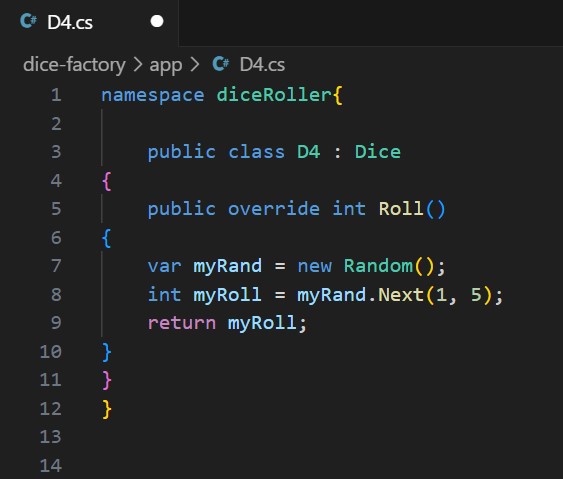 C# D4.cs ●
dice-factory > app > C# D4.cs
1 namespace diceRoller{
2
3     public class D4 : Dice
4 {
5     public override int Roll()
6 {
7     var myRand = new Random();
8     int myRoll = myRand.Next(1, 5);
9     return myRoll;
10 }
11 }
12 }
13
14